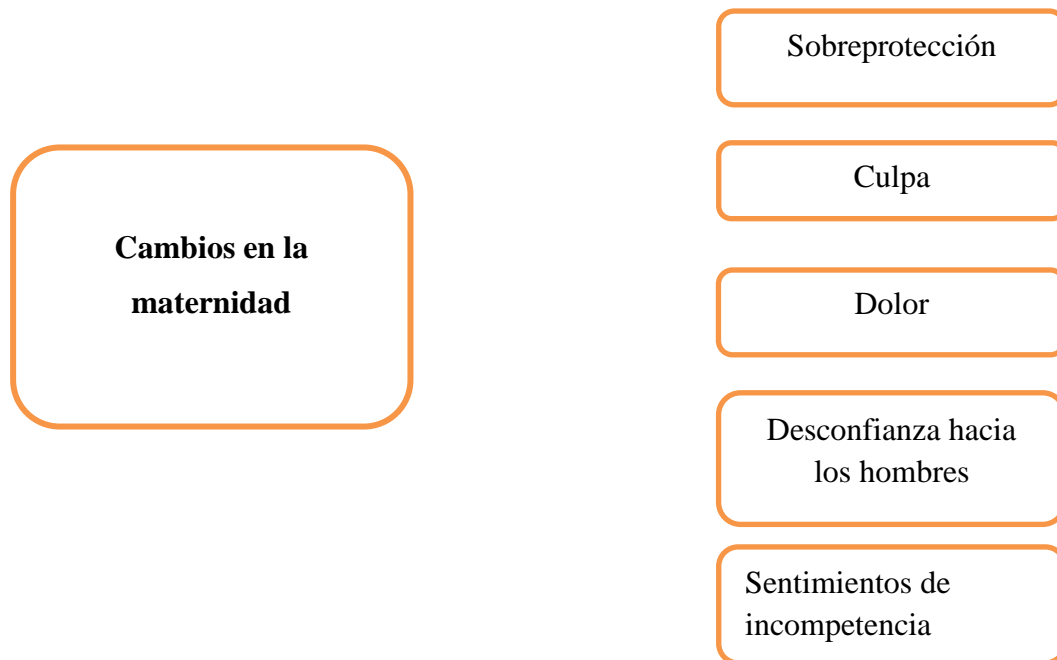 Sobreprotección
Culpa
Cambios en la
maternidad
Dolor
Desconfianza hacia
los hombres
Sentimientos de
incompetencia